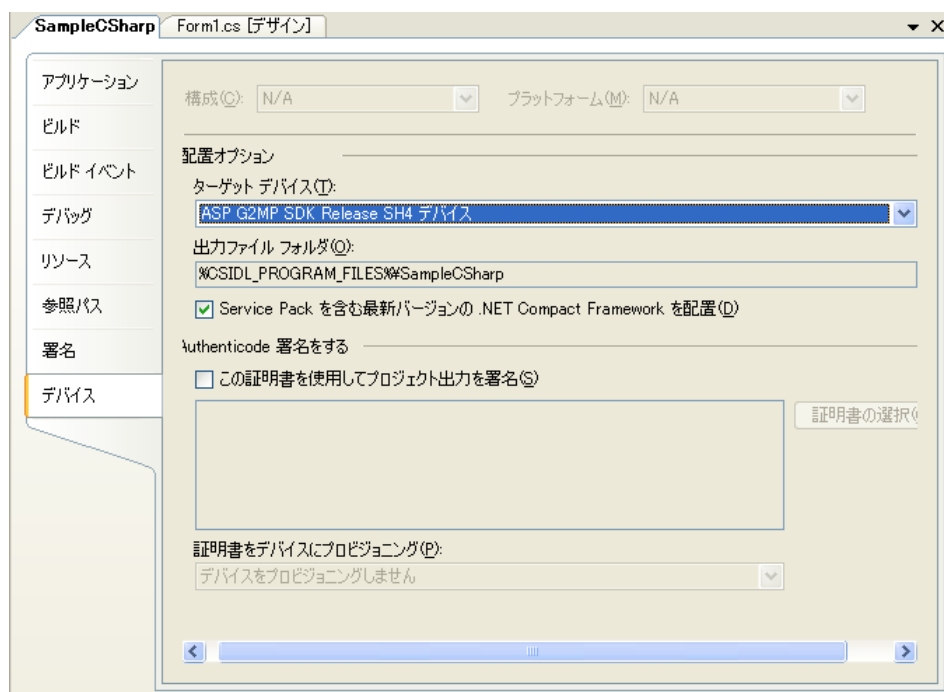 SampleCSharp Form1.cs [デザイン]
アプリケーション
ビルド
ビルド イベント
デバッグ
リソース
参照パス
署名
デバイス
構成(C): N/A プラットフォーム(M): N/A
配置オプション
ターゲット デバイス(T):
ASP G2MP SDK Release SH4 デバイス
出力ファイル フォルダ(O):
%CSIDL_PROGRAM_FILES%¥SampleCSharp
Service Pack を含む最新バージョンの .NET Compact Framework を配置(D)
Authenticode 署名をする
この証明書を使用してプロジェクト出力を署名(S)
証明書の選択(
証明書をデバイスにプロビジョニング(P):
デバイスをプロビジョニングしません